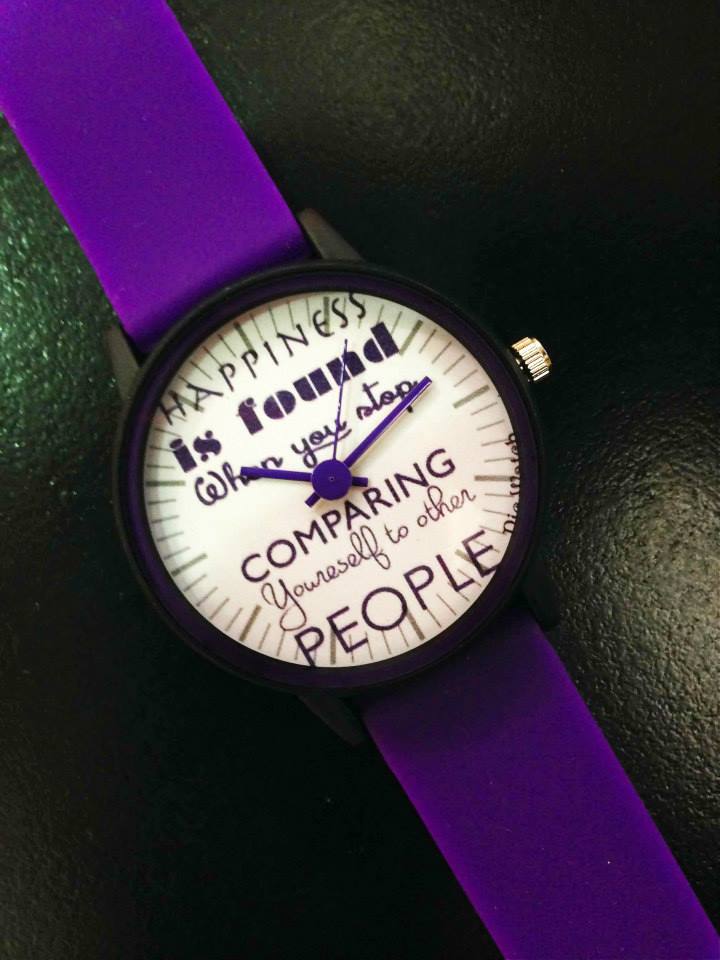 HAPPINESS
is found
When you stop
COMPARING
Youreself to other
PEOPLE